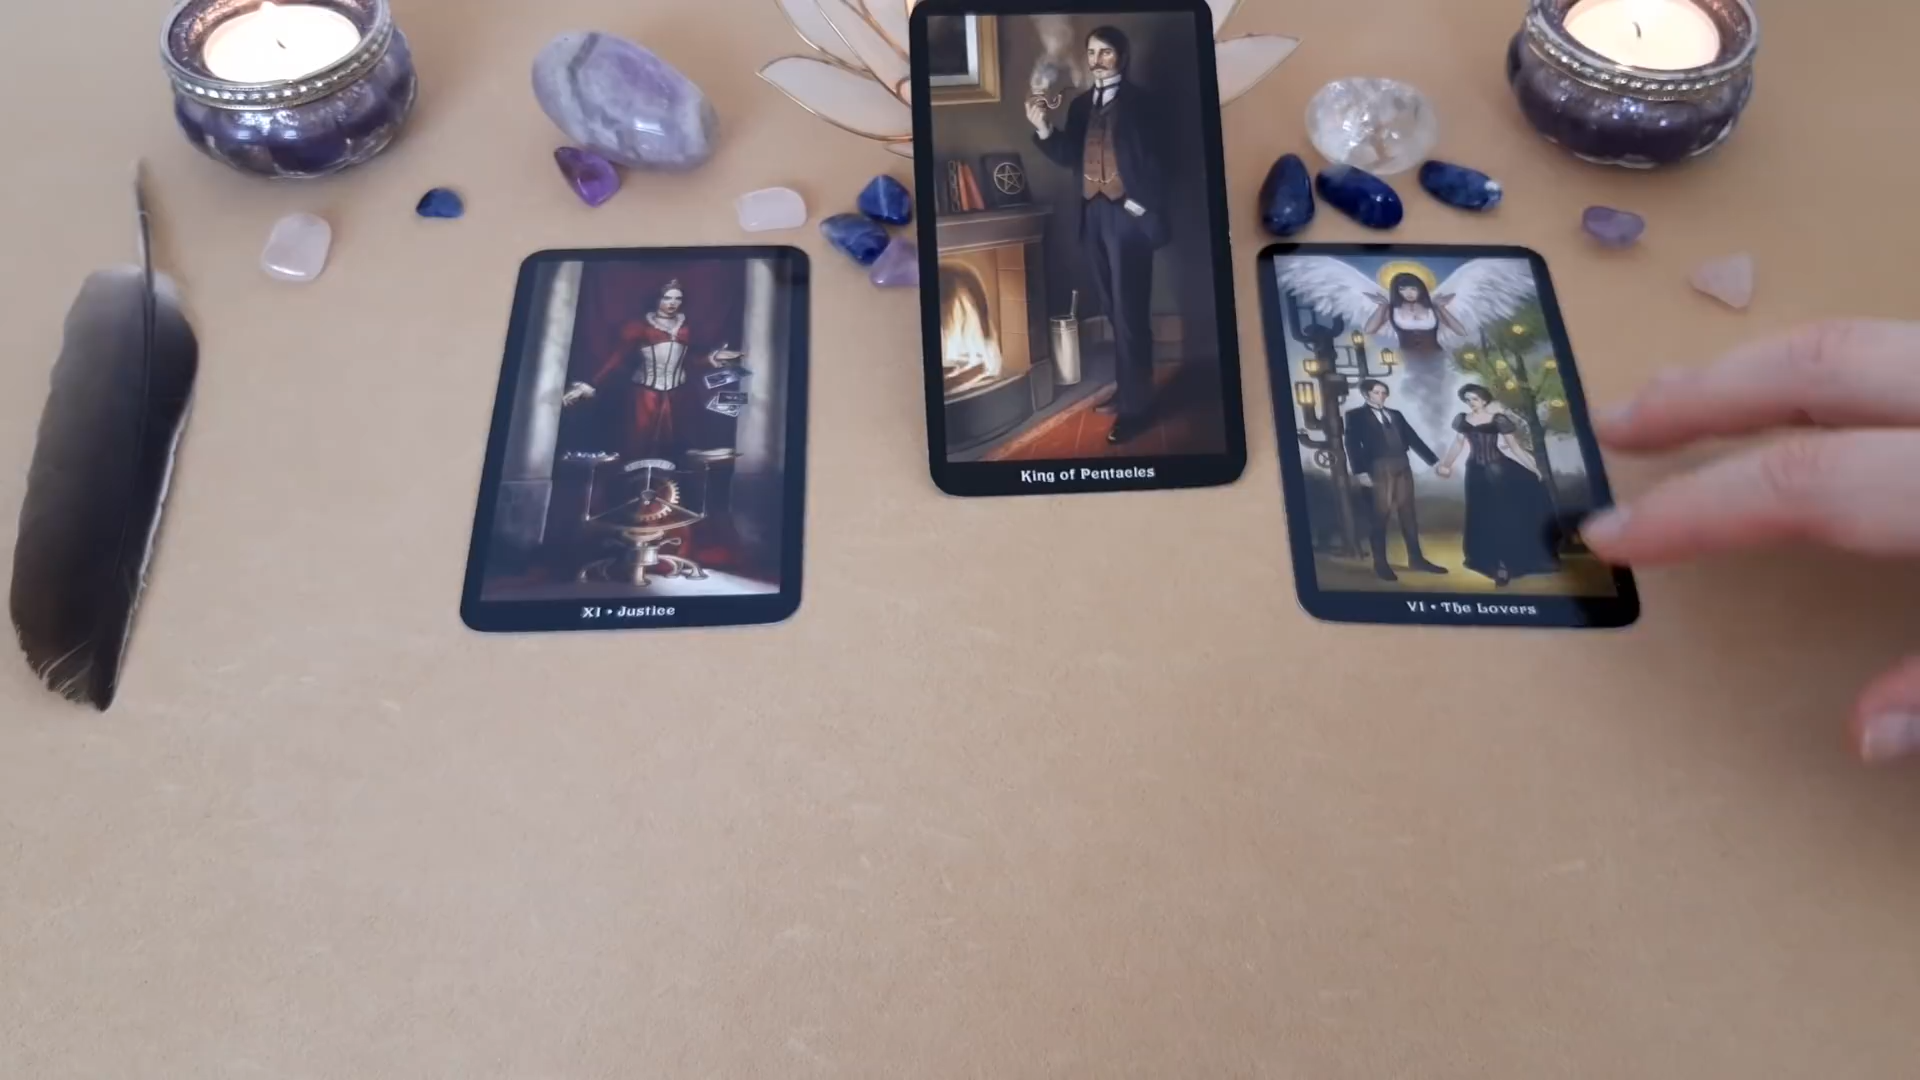 XI • Justice
King of Pentacles
VI • The Lovers